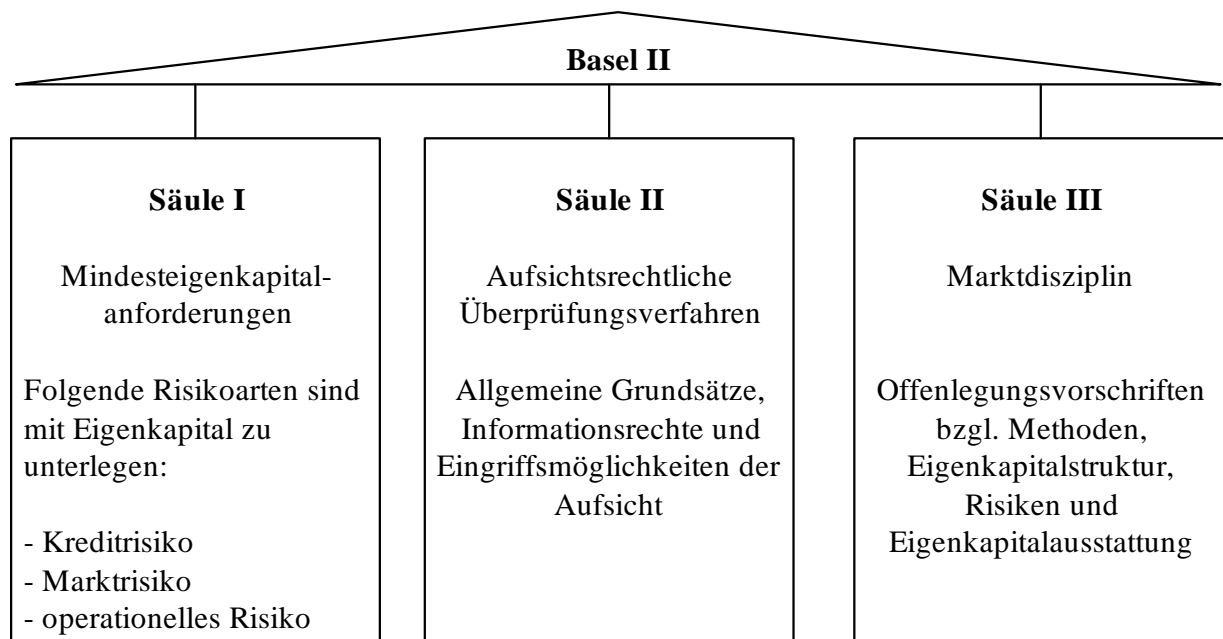 Basel II
Säule I
Mindesteigenkapital-
anforderungen
Folgende Risikoarten sind
mit Eigenkapital zu
unterlegen:
- Kreditrisiko
- Marktrisiko
- operationelles Risiko
Säule II
Aufsichtsrechtliche
Überprüfungsverfahren
Allgemeine Grundsätze,
Informationsrechte und
Eingriffsmöglichkeiten der
Aufsicht
Säule III
Marktdisziplin
Offenlegungsvorschriften
bzgl. Methoden,
Eigenkapitalstruktur,
Risiken und
Eigenkapitalausstattung